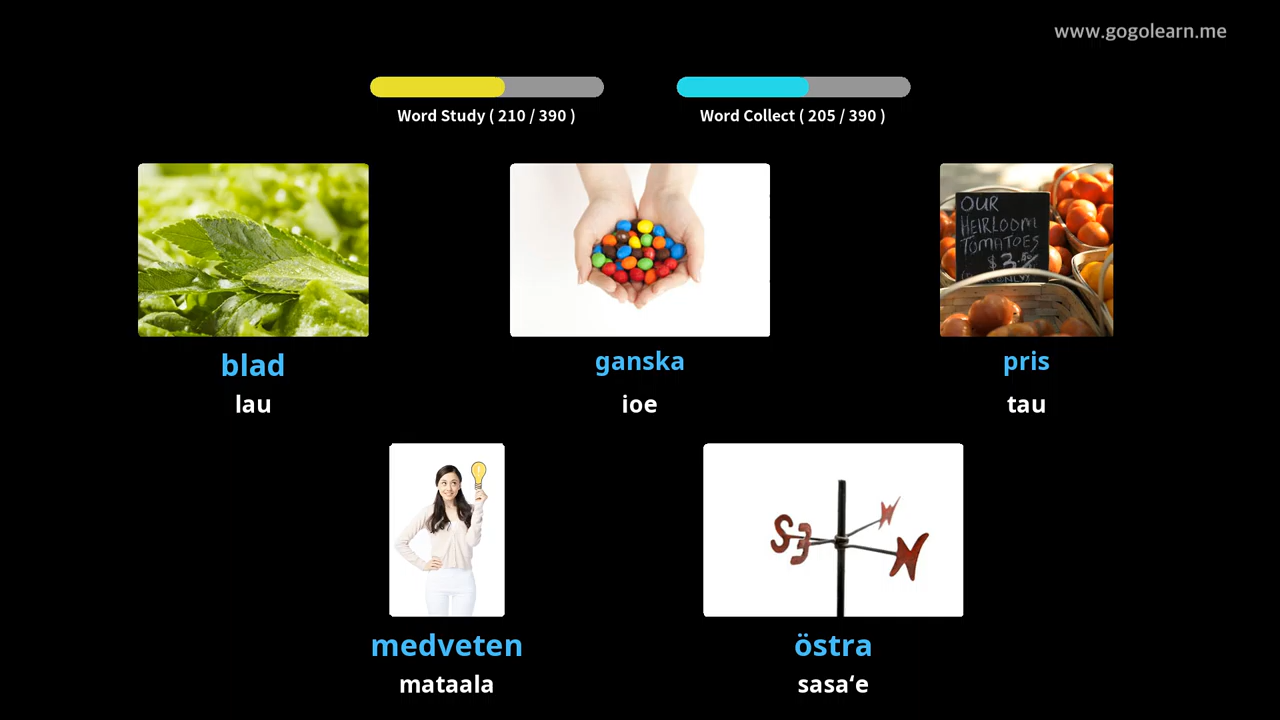 www.gogolearn.me
Word Study ( 210 / 390 )
Word Collect ( 205 / 390 )
OUR
HEIRLOOM
TOMATOES
blad
ganska
pris
lau
ioe
tau
S
E
N
medveten
östra
mataala
sasaʻe